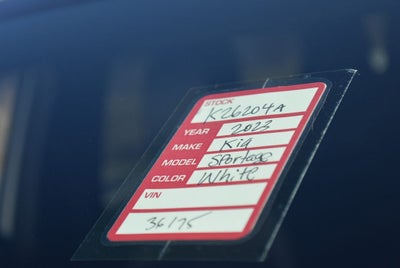 STOCK
K26204A
YEAR 2023
MAKE Kia
MODEL Sportage
COLOR White
VIN
36175